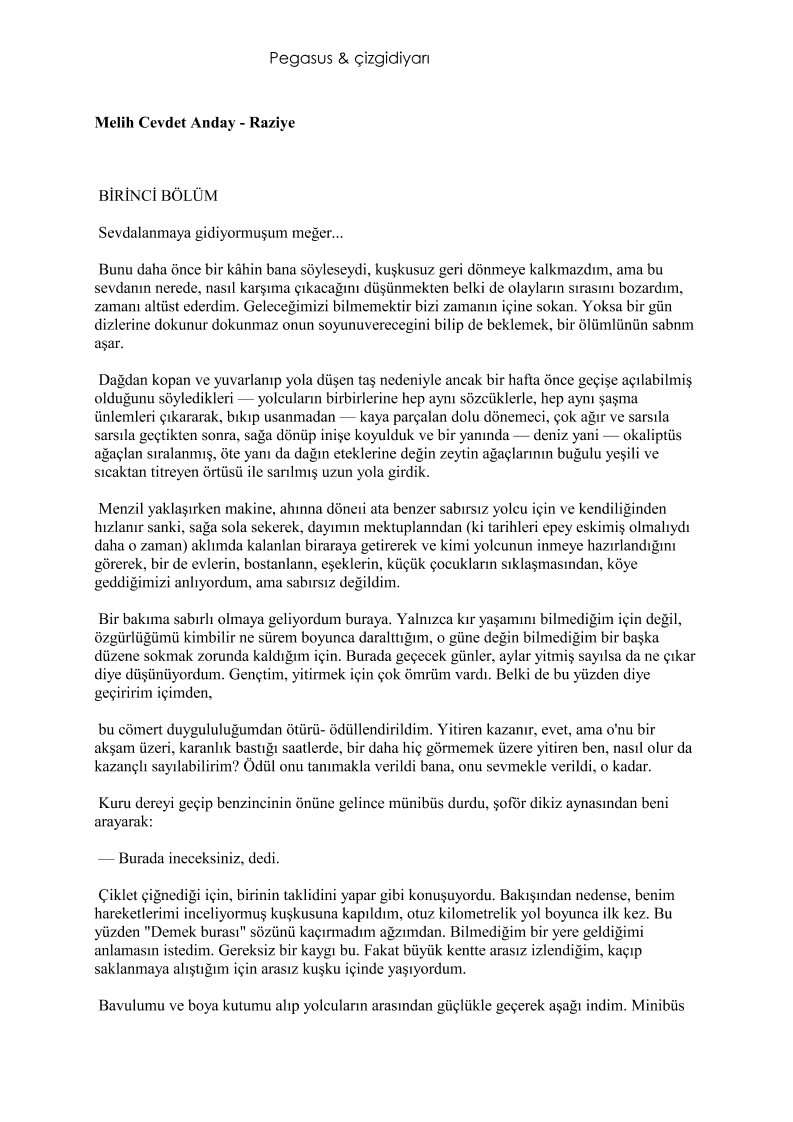 Pegasus & çizgidiyarı
Melih Cevdet Anday - Raziye
BİRİNCİ BÖLÜM
Sevdalanmaya gidiyormuşum meğer...
Bunu daha önce bir kâhin bana söyleseydi, kuşkusuz geri dönmeye kalkmazdım, ama bu
sevdanın nerede, nasıl karşıma çıkacağını düşünmekten belki de olayların sırasını bozardım,
zamanı altüst ederdim. Geleceğimizi bilmemektir bizi zamanın içine sokan. Yoksa bir gün
dizlerine dokunur dokunmaz onun soyunuverecegini bilip de beklemek, bir ölümlünün sabnm
aşar.
Dağdan kopan ve yuvarlanıp yola düşen taş nedeniyle ancak bir hafta önce geçişe açılabilmiş
olduğunu söyledikleri — yolcuların birbirlerine hep aynı sözcüklerle, hep aynı şaşma
ünlemleri çıkararak, bıkıp usanmadan — kaya parçalan dolu dönemeci, çok ağır ve sarsıla
sarsıla geçtikten sonra, sağa dönüp inişe koyulduk ve bir yanında — deniz yani — okaliptüs
ağaçlan sıralanmış, öte yanı da dağın eteklerine değin zeytin ağaçlarının buğulu yeşili ve
sıcaktan titreyen örtüsü ile sarılmış uzun yola girdik.
Menzil yaklaşırken makine, ahınna döneıi ata benzer sabırsız yolcu için ve kendiliğinden
hızlanır sanki, sağa sola sekerek, dayımın mektuplanndan (ki tarihleri epey eskimiş olmalıydı
daha o zaman) aklımda kalanlan biraraya getirerek ve kimi yolcunun inmeye hazırlandığını
görerek, bir de evlerin, bostanlann, eşeklerin, küçük çocukların sıklaşmasından, köye
geddiğimizi anlıyordum, ama sabırsız değildim.
Bir bakıma sabırlı olmaya geliyordum buraya. Yalnızca kır yaşamını bilmediğim için değil,
özgürlüğümü kimbilir ne sürem boyunca daralttığım, o güne değin bilmediğim bir başka
düzene sokmak zorunda kaldığım için. Burada geçecek günler, aylar yitmiş sayılsa da ne çıkar
diye düşünüyordum. Gençtim, yitirmek için çok ömrüm vardı. Belki de bu yüzden diye
geçiririm içimden,
bu cömert duygululuğumdan ötürü- ödüllendirildim. Yitiren kazanır, evet, ama o'nu bir
akşam üzeri, karanlık bastığı saatlerde, bir daha hiç görmemek üzere yitiren ben, nasıl olur da
kazançlı sayılabilirim? Ödül onu tanımakla verildi bana, onu sevmekle verildi, o kadar.
Kuru dereyi geçip benzincinin önüne gelince münibüs durdu, şoför dikiz aynasından beni
arayarak:
— Burada ineceksiniz, dedi.
Çiklet çiğnediği için, birinin taklidini yapar gibi konuşuyordu. Bakışından nedense, benim
hareketlerimi inceliyormuş kuşkusuna kapıldım, otuz kilometrelik yol boyunca ilk kez. Bu
yüzden "Demek burası" sözünü kaçırmadım ağzımdan. Bilmediğim bir yere geldiğimi
anlamasın istedim. Gereksiz bir kaygı bu. Fakat büyük kentte arasız izlendiğim, kaçıp
saklanmaya alıştığım için arasız kuşku içinde yaşıyordum.
Bavulumu ve boya kutumu alıp yolcuların arasından güçlükle geçerek aşağı indim. Minibüs